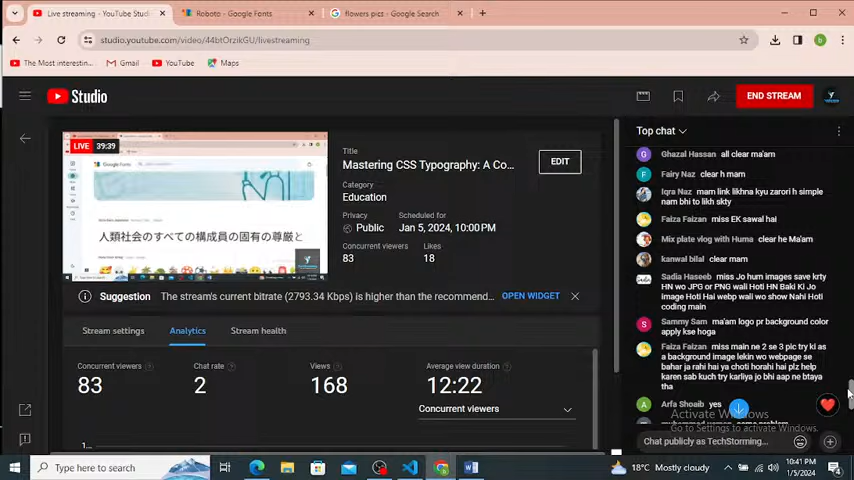 Live streaming - YouTube Studi
Roboto - Google Fonts
flowers pics - Google Search
studio.youtube.com/video/44btOrzikGU/livestreaming
The Most interestin...
Gmail
YouTube
Maps
Studio
END STREAM
LIVE 39:39
Google Fonts
人類社会のすべての構成員の固有の尊厳と
Title
Mastering CSS Typography: A Co...
EDIT
Category
Education
Privacy
Public
Scheduled for
Jan 5, 2024, 10:00 PM
Concurrent viewers
83
Likes
18
Suggestion The stream's current bitrate (2793.34 Kbps) is higher than the recommend... OPEN WIDGET
Stream settings
Analytics
Stream health
Concurrent viewers
83
Chat rate
2
Views
168
Average view duration
12:22
Concurrent viewers
1...
Top chat
Ghazal Hassan all clear ma'am
Fairy Naz clear h mam
Iqra Naz mam link likhna kyu zarori h simple
nam bhi to likh skty
Faiza Faizan miss EK sawal hai
Mix plate vlog with Huma clear he Ma'am
kanwal bilal clear mam
Sadia Haseeb miss Jo hum images save krty
HN wo JPG or PNG wali Hoti HN Baki Ki Jo
image Hoti Hai webp wali wo show Nahi Hoti
coding main
Sammy Sam ma'am logo pr background color
apply kse hoga
Faiza Faizan miss main ne 2 se 3 pic try ki as
a background image lekin wo webpage se
bahar ja rahi hai ya choti horahi hai plz help
karen sab kuch try karliya jo bhi aap ne btaya
tha
Arfa Shoaib yes
Activate Windows
Go to Settings to activate Windows.
Chat publicly as TechStorming...
Type here to search
18°C Mostly cloudy
10:41 PM
1/5/2024
4